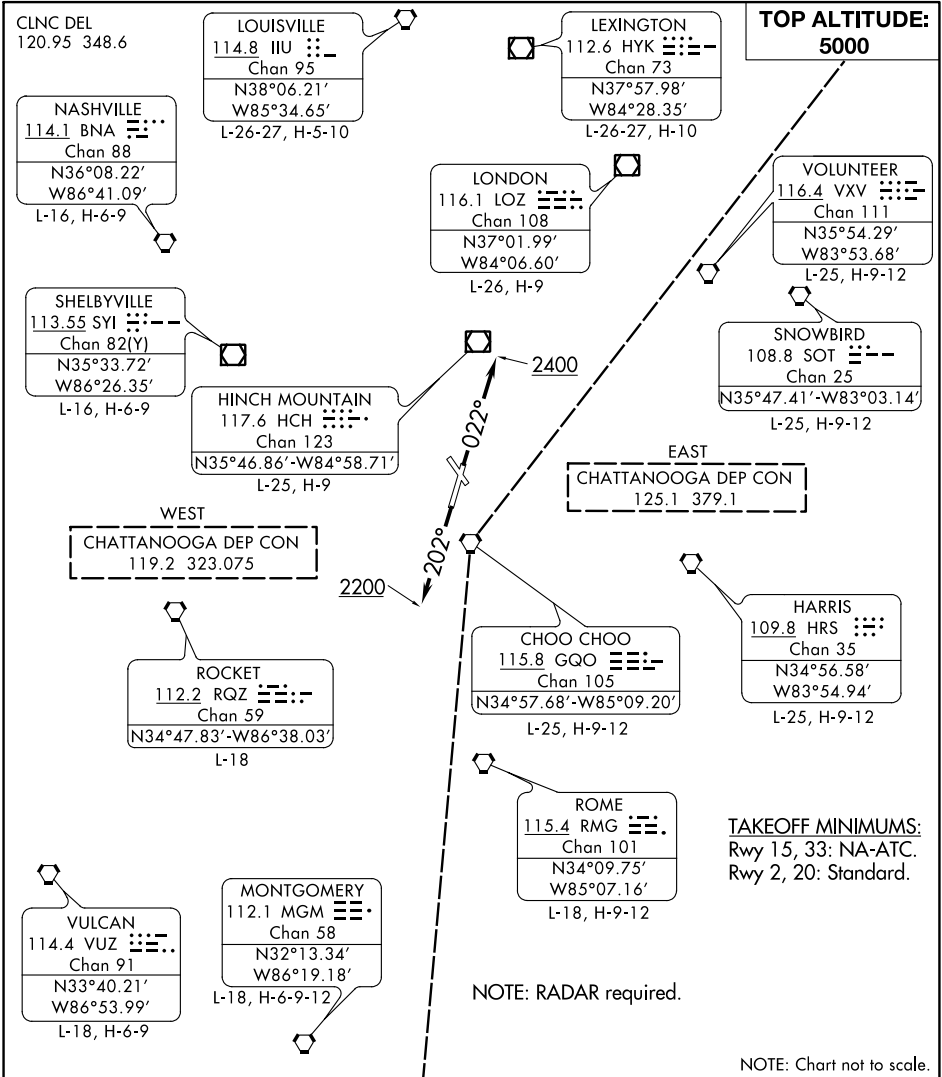 CLNC DEL
120.95 348.6
LOUISVILLE
114.8 IIU
Chan 95
N38°06.21′
W85°34.65′
L-26-27, H-5-10
LEXINGTON
112.6 HYK
Chan 73
N37°57.98′
W84°28.35′
L-26-27, H-10
TOP ALTITUDE:
5000
NASHVILLE
114.1 BNA
Chan 88
N36°08.22′
W86°41.09′
L-16, H-6-9
LONDON
116.1 LOZ
Chan 108
N37°01.99′
W84°06.60′
L-26, H-9
VOLUNTEER
116.4 VXV
Chan 111
N35°54.29′
W83°53.68′
L-25, H-9-12
SHELBYVILLE
113.55 SYI
Chan 82(Y)
N35°33.72′
W86°26.35′
L-16, H-6-9
SNOWBIRD
108.8 SOT
Chan 25
N35°47.41′-W83°03.14′
L-25, H-9-12
HINCH MOUNTAIN
117.6 HCH
Chan 123
N35°46.86′-W84°58.71′
L-25, H-9
2400
022°
202°
2200
EAST
CHATTANOOGA DEP CON
125.1 379.1
WEST
CHATTANOOGA DEP CON
119.2 323.075
ROCKET
112.2 RQZ
Chan 59
N34°47.83′-W86°38.03′
L-18
CHOO CHOO
115.8 GQO
Chan 105
N34°57.68′-W85°09.20′
L-25, H-9-12
HARRIS
109.8 HRS
Chan 35
N34°56.58′
W83°54.94′
L-25, H-9-12
ROME
115.4 RMG
Chan 101
N34°09.75′
W85°07.16′
L-18, H-9-12
TAKEOFF MINIMUMS:
Rwy 15, 33: NA-ATC.
Rwy 2, 20: Standard.
VULCAN
114.4 VUZ
Chan 91
N33°40.21′
W86°53.99′
L-18, H-6-9
MONTGOMERY
112.1 MGM
Chan 58
N32°13.34′
W86°19.18′
L-18, H-6-9-12
NOTE: RADAR required.
NOTE: Chart not to scale.